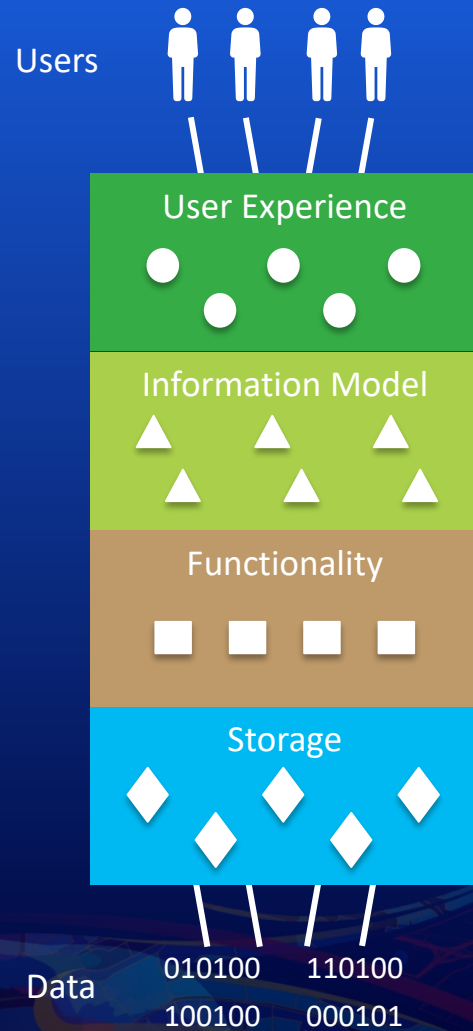 Users
User Experience
Information Model
Functionality
Storage
Data
010100 110100
100100 000101